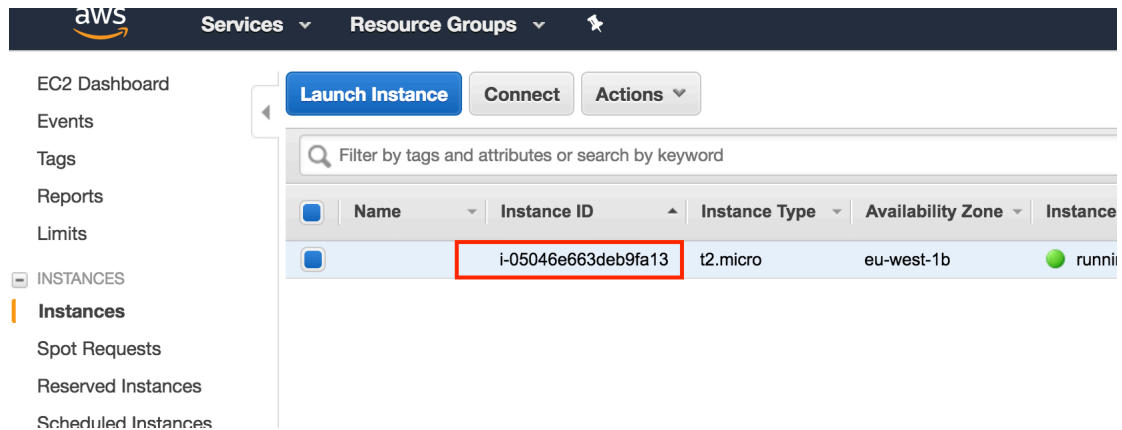 aws
Services
Resource Groups
EC2 Dashboard
Events
Tags
Reports
Limits
INSTANCES
Instances
Spot Requests
Reserved Instances
Scheduled Instances
Launch Instance Connect Actions
Filter by tags and attributes or search by keyword
Name Instance ID Instance Type Availability Zone Instance
i-05046e663deb9fa13 t2.micro eu-west-1b runni